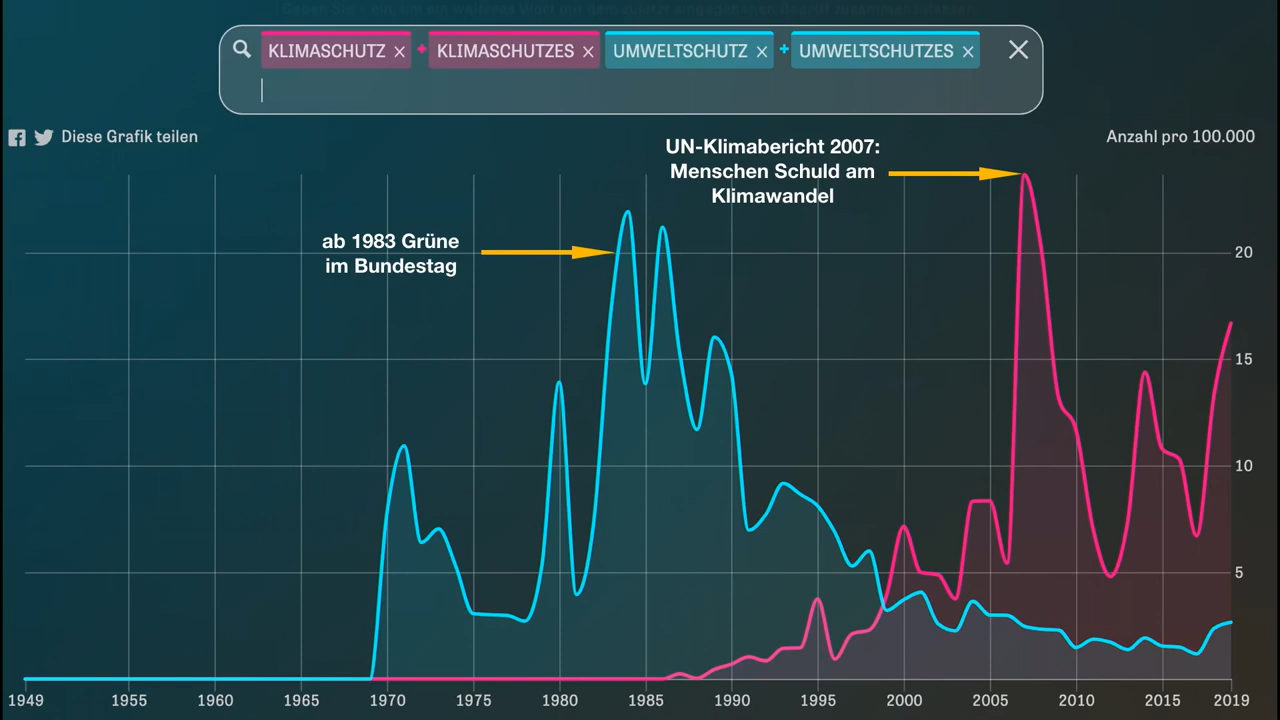 KLIMASCHUTZ × + KLIMASCHUTZES × UMWELTSCHUTZ × + UMWELTSCHUTZES ×
Diese Grafik teilen
Anzahl pro 100.000
UN-Klimabericht 2007:
Menschen Schuld am
Klimawandel
ab 1983 Grüne
im Bundestag
20
15
10
5
1949 1955 1960 1965 1970 1975 1980 1985 1990 1995 2000 2005 2010 2015 2019